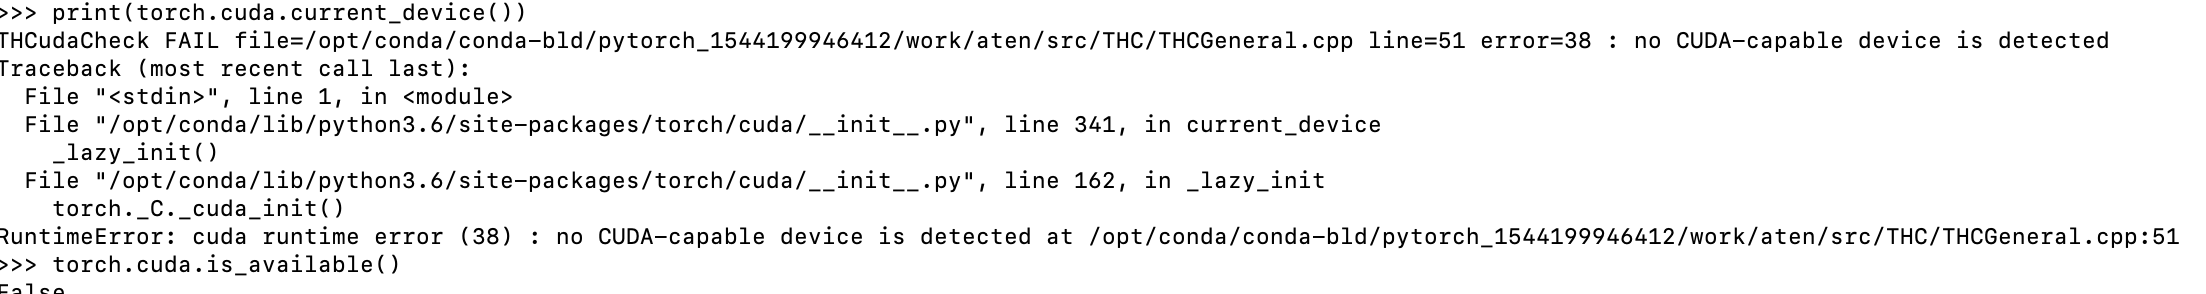 >>> print(torch.cuda.current_device())
THCudaCheck FAIL file=/opt/conda/conda-bld/pytorch_1544199946412/work/aten/src/THC/THCGeneral.cpp line=51 error=38 : no CUDA-capable device is detected
Traceback (most recent call last):
  File "<stdin>", line 1, in <module>
  File "/opt/conda/lib/python3.6/site-packages/torch/cuda/__init__.py", line 341, in current_device
    _lazy_init()
  File "/opt/conda/lib/python3.6/site-packages/torch/cuda/__init__.py", line 162, in _lazy_init
    torch._C._cuda_init()
RuntimeError: cuda runtime error (38) : no CUDA-capable device is detected at /opt/conda/conda-bld/pytorch_1544199946412/work/aten/src/THC/THCGeneral.cpp:51
>>> torch.cuda.is_available()
False